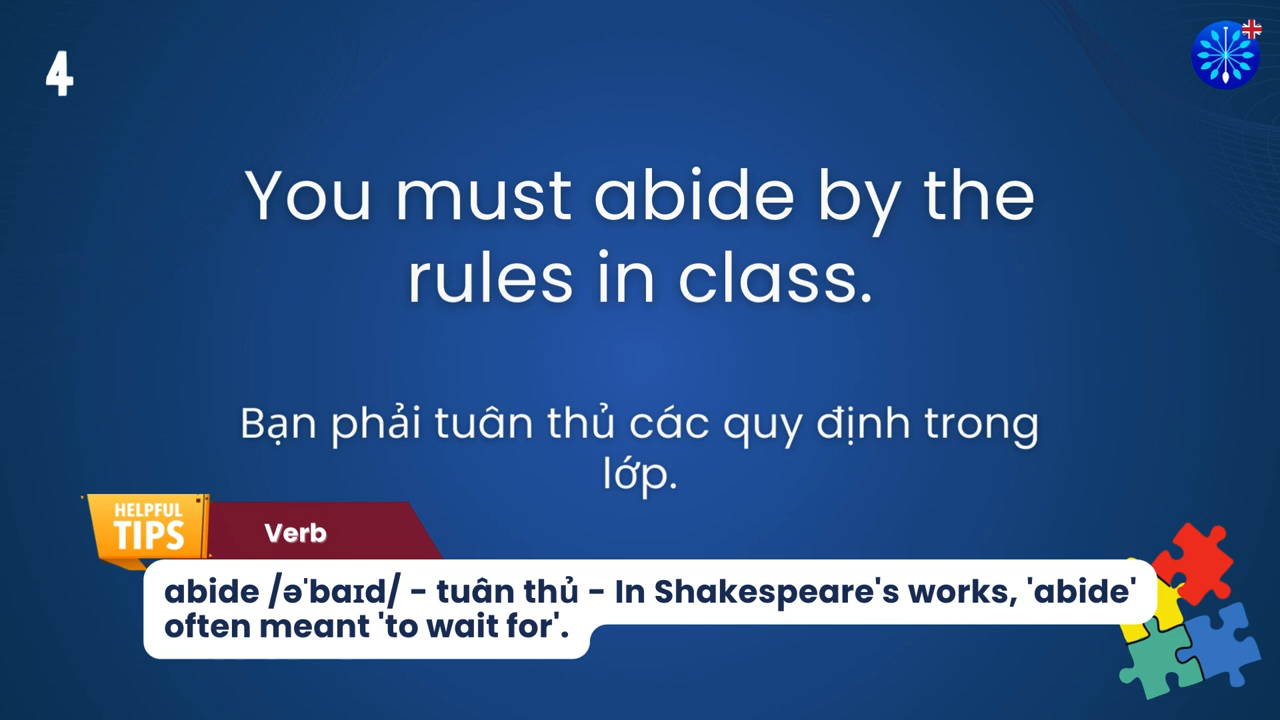 4
You must abide by the
rules in class.
Bạn phải tuân thủ các quy định trong
lớp.
HELPFUL
TIPS
Verb
abide /əˈbaɪd/ - tuân thủ - In Shakespeare's works, 'abide'
often meant 'to wait for'.